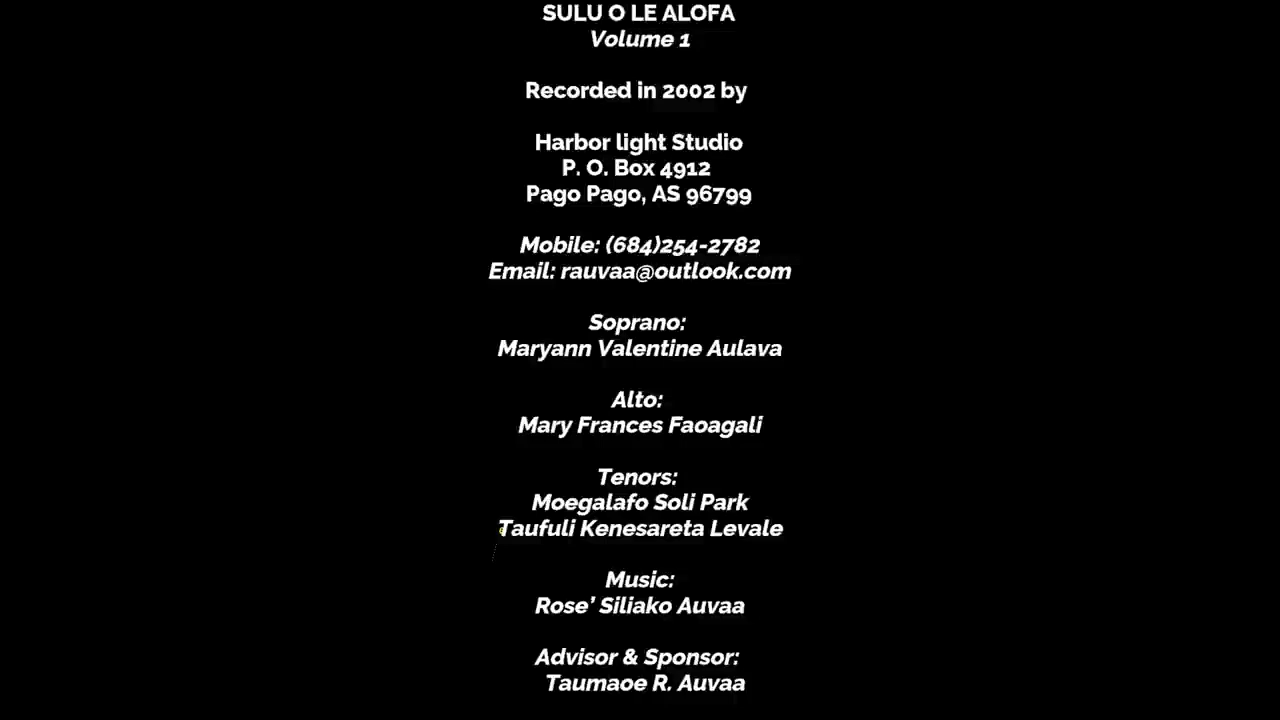 SULU O LE ALOFA
Volume 1
Recorded in 2002 by
Harbor light Studio
P. O. Box 4912
Pago Pago, AS 96799
Mobile: (684)254-2782
Email: rauvaa@outlook.com
Soprano:
Maryann Valentine Aulava
Alto:
Mary Frances Faoagali
Tenors:
Moegalafo Soli Park
Taufuli Kenesareta Levale
Music:
Rose’ Siliako Auvaa
Advisor & Sponsor:
Taumaoe R. Auvaa